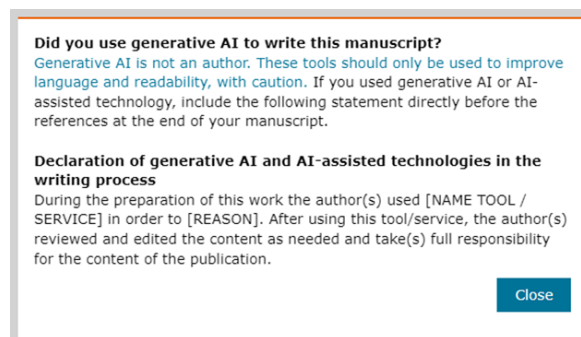 Did you use generative AI to write this manuscript?
Generative AI is not an author. These tools should only be used to improve
language and readability, with caution. If you used generative AI or AI-
assisted technology, include the following statement directly before the
references at the end of your manuscript.
Declaration of generative AI and AI-assisted technologies in the
writing process
During the preparation of this work the author(s) used [NAME TOOL /
SERVICE] in order to [REASON]. After using this tool/service, the author(s)
reviewed and edited the content as needed and take(s) full responsibility
for the content of the publication.
Close